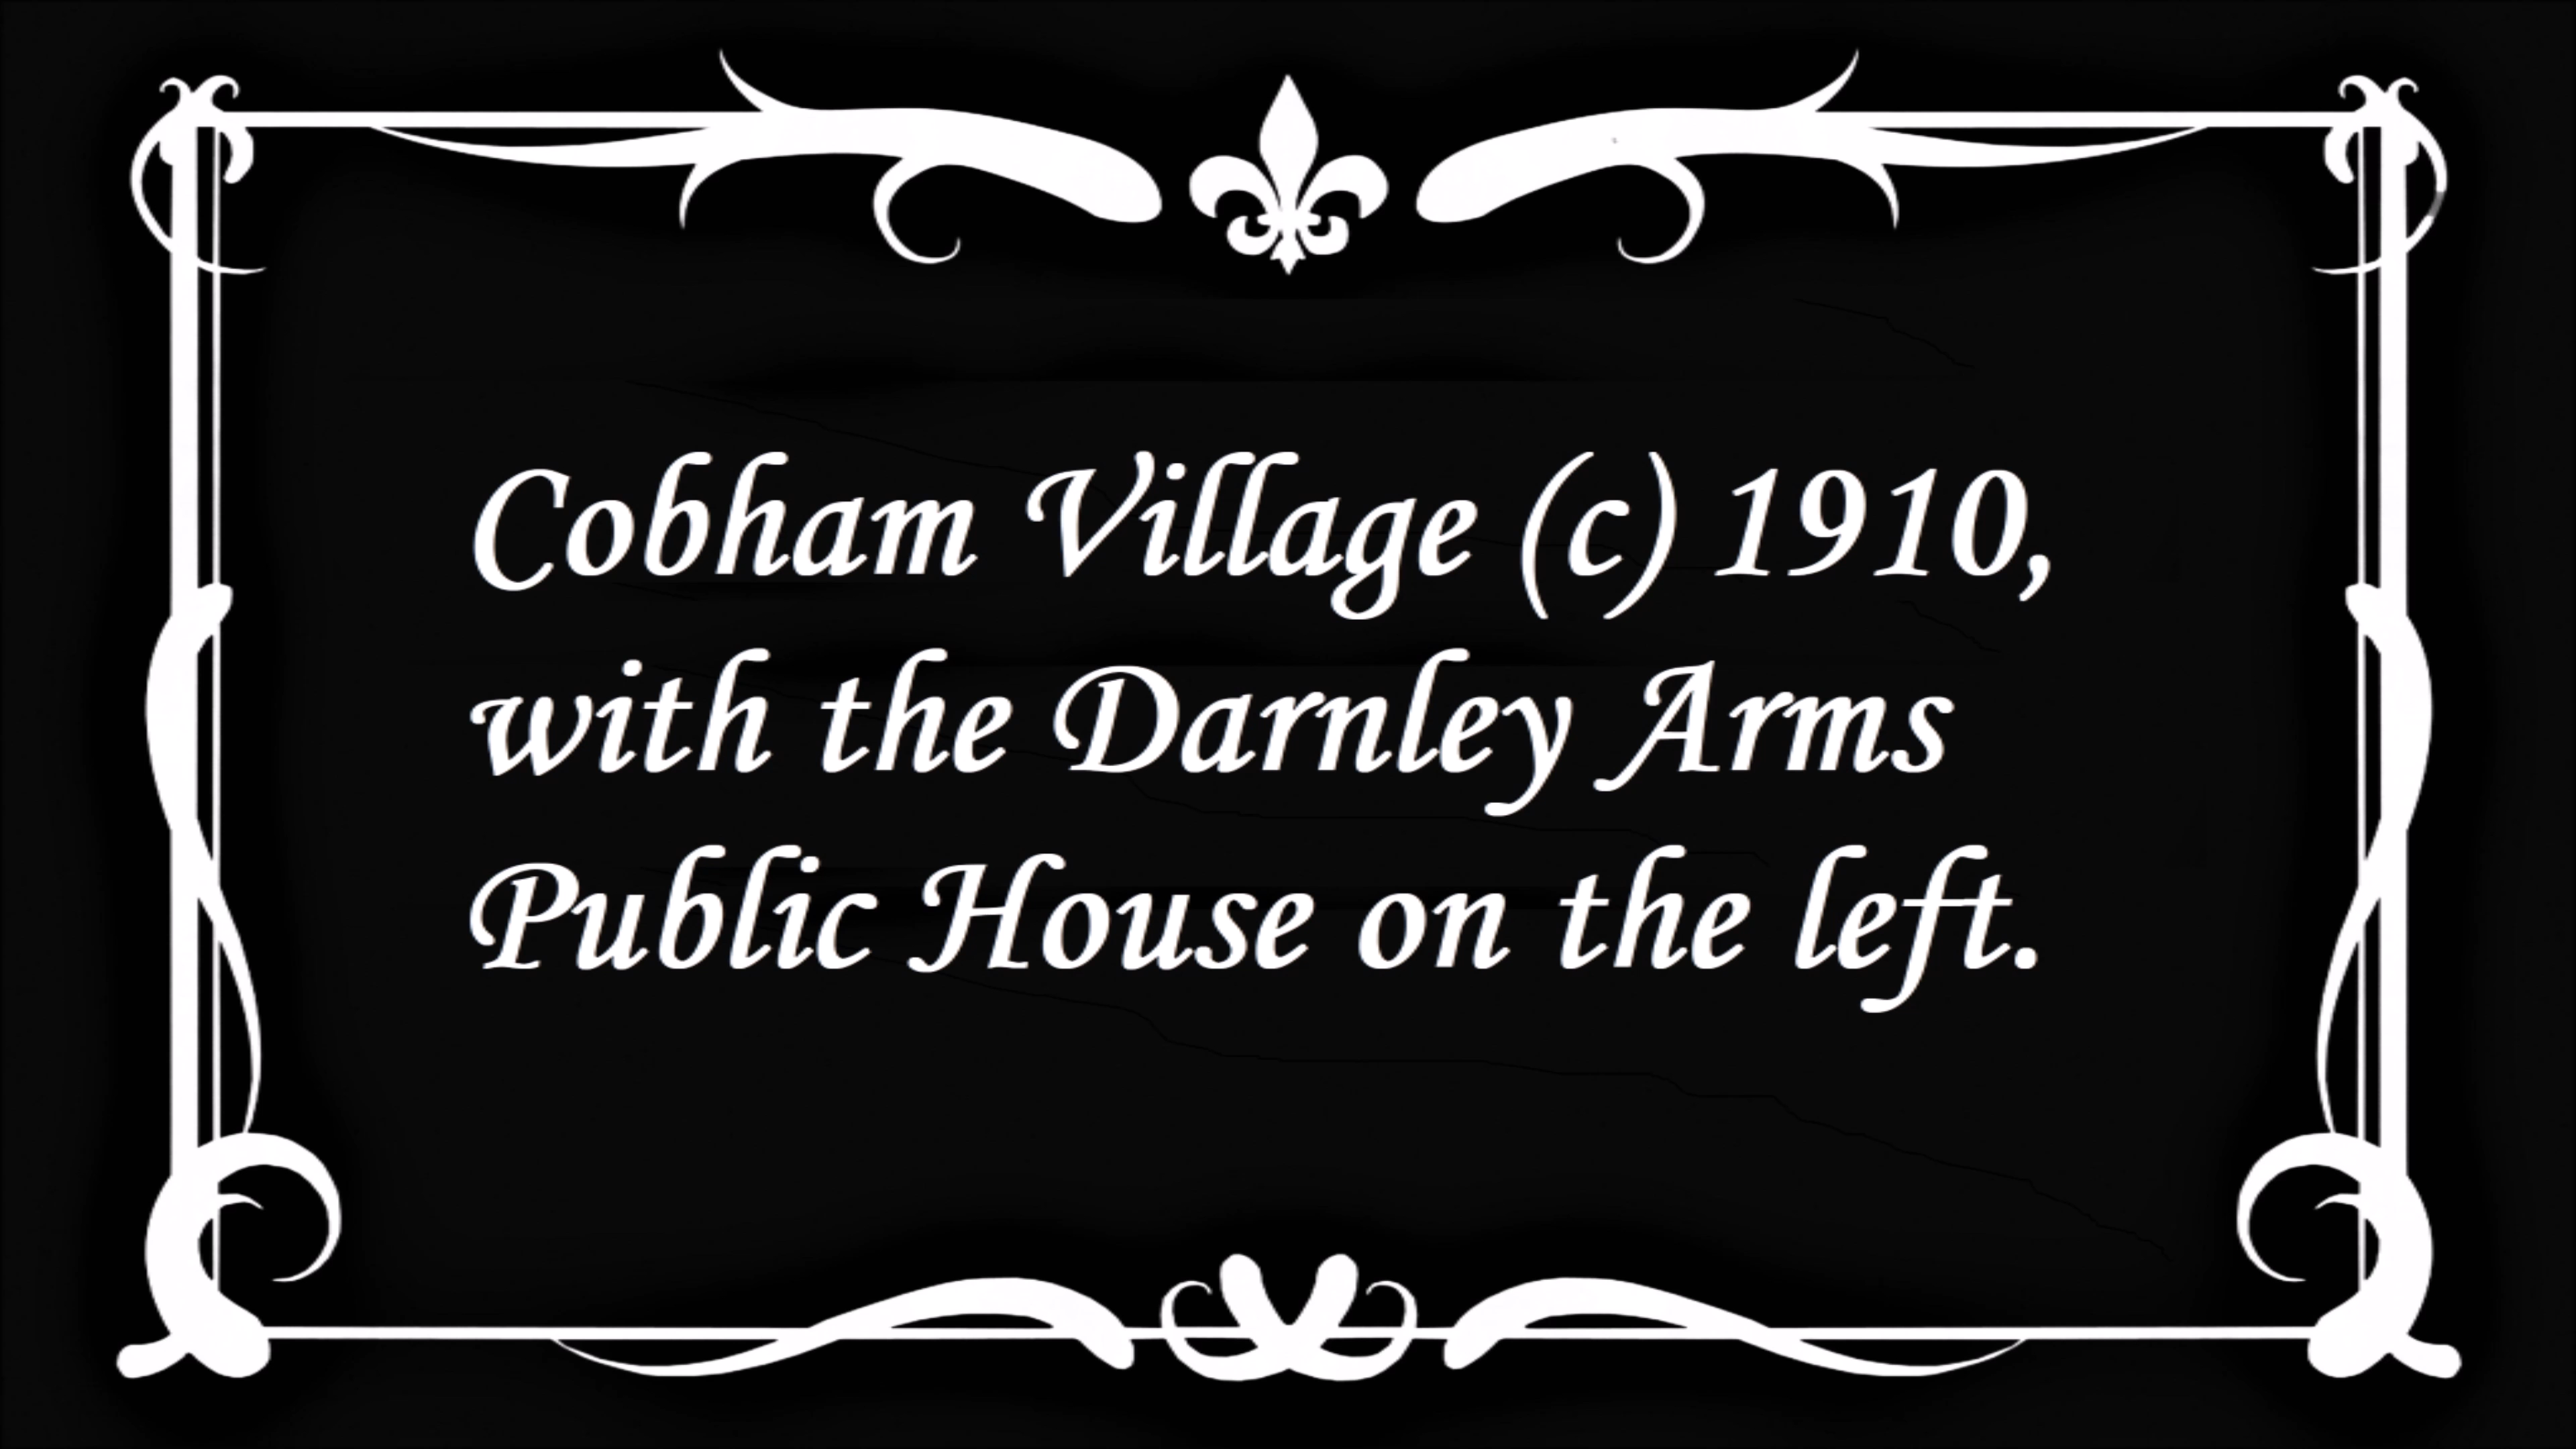 Cobham Village (c) 1910,
with the Darnley Arms
Public House on the left.